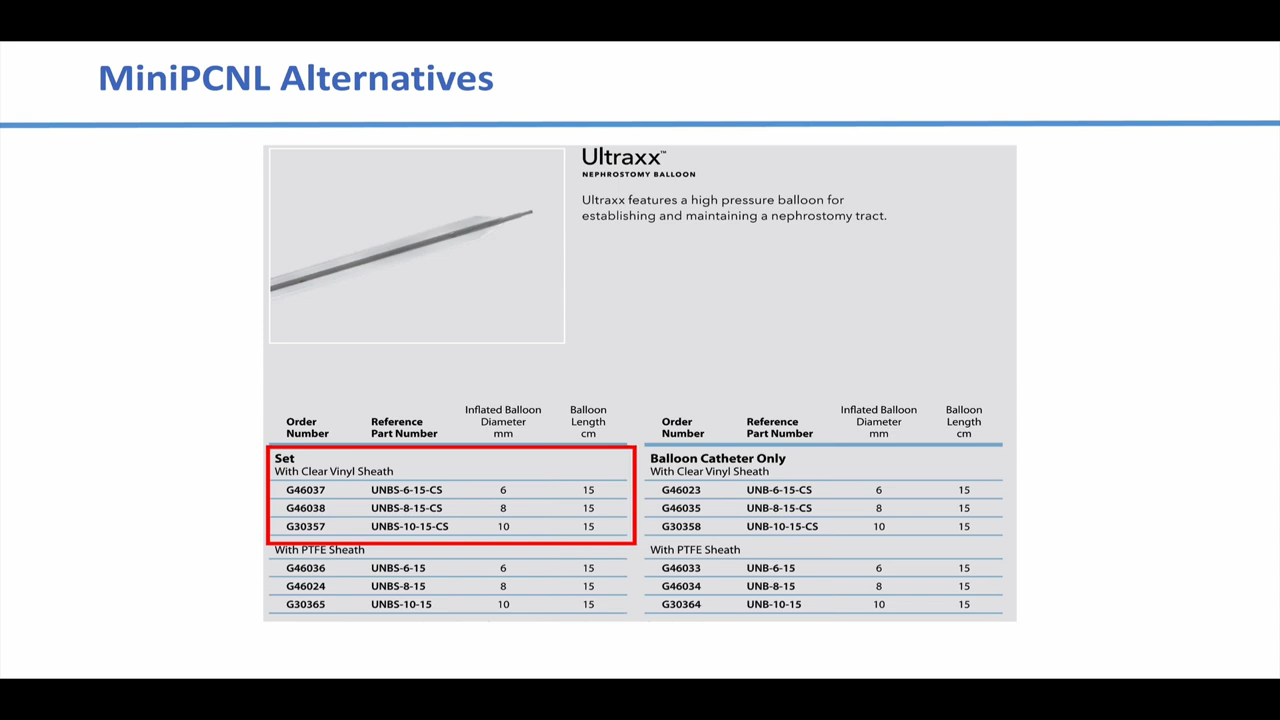 MiniPCNL Alternatives
Ultraxx™
NEPHROSTOMY BALLOON
Ultraxx features a high pressure balloon for
establishing and maintaining a nephrostomy tract.
Order Number Reference Part Number Inflated Balloon Diameter mm Balloon Length cm
Set
With Clear Vinyl Sheath
G46037 UNBS-6-15-CS 6 15
G46038 UNBS-8-15-CS 8 15
G30357 UNBS-10-15-CS 10 15
With PTFE Sheath
G46036 UNBS-6-15 6 15
G46024 UNBS-8-15 8 15
G30365 UNBS-10-15 10 15
Order Number Reference Part Number Inflated Balloon Diameter mm Balloon Length cm
Balloon Catheter Only
With Clear Vinyl Sheath
G46023 UNB-6-15-CS 6 15
G46035 UNB-8-15-CS 8 15
G30358 UNB-10-15-CS 10 15
With PTFE Sheath
G46033 UNB-6-15 6 15
G46034 UNB-8-15 8 15
G30364 UNB-10-15 10 15